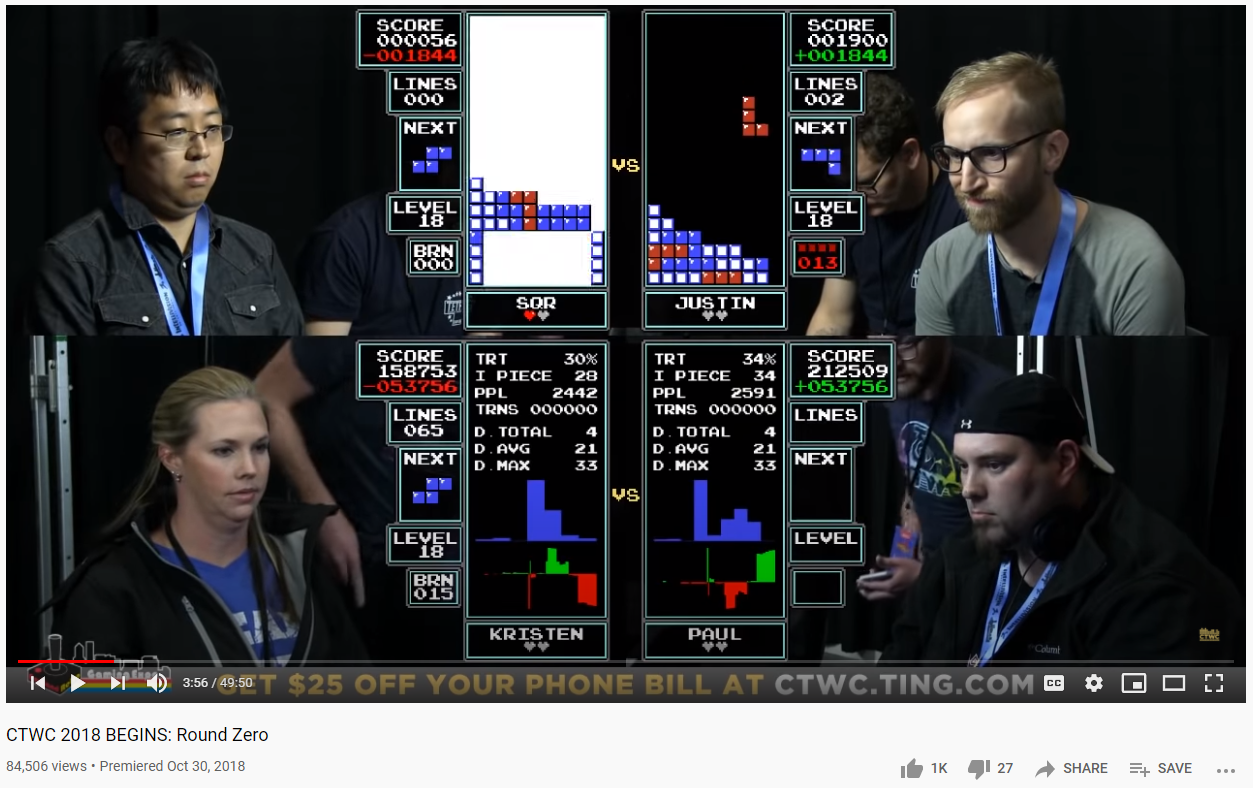 SCORE
000056
-001844
LINES
000
NEXT
LEVEL
18
BRN
000
SQR
VS
SCORE
001900
+001844
LINES
002
NEXT
LEVEL
18
013
JUSTIN
SCORE
158753
-053756
LINES
065
NEXT
LEVEL
18
BRN
015
TRT 30%
I PIECE 28
PPL 2442
TRNS 000000
D.TOTAL 4
D.AVG 21
D.MAX 33
KRISTEN
VS
TRT 34%
I PIECE 34
PPL 2591
TRNS 000000
D.TOTAL 4
D.AVG 21
D.MAX 33
PAUL
SCORE
212509
+053756
LINES
NEXT
LEVEL
CTWC
GET $25 OFF YOUR PHONE BILL AT CTWC.TING.COM
3:56 / 49:50
CC
CTWC 2018 BEGINS: Round Zero
84,506 views • Premiered Oct 30, 2018
1K 27 SHARE SAVE